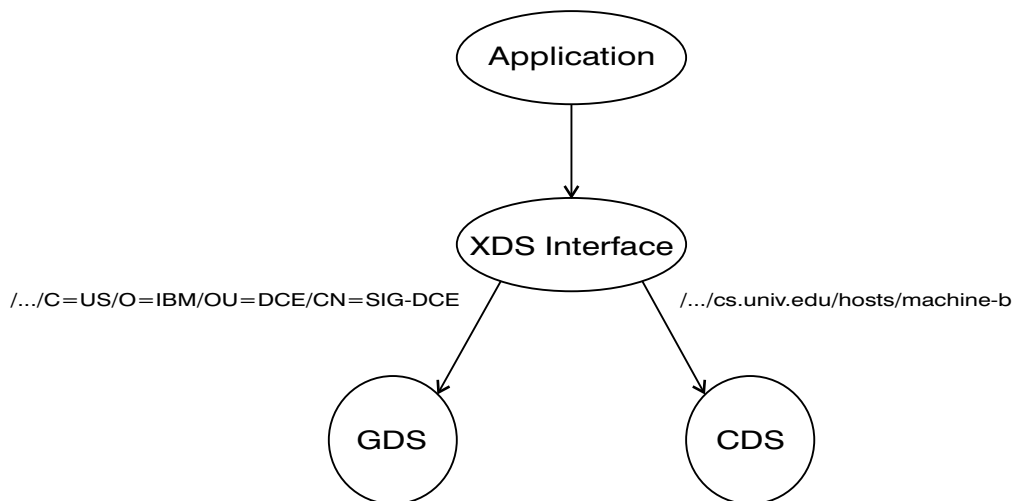 Application
XDS Interface
/.../C=US/O=IBM/OU=DCE/CN=SIG-DCE
/.../cs.univ.edu/hosts/machine-b
GDS
CDS